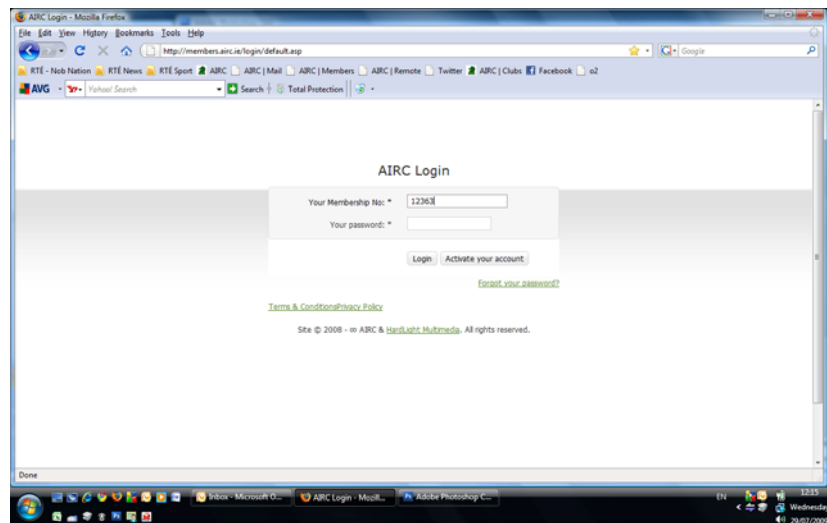 AIRC Login - Mozilla Firefox
File Edit View History Bookmarks Tools Help
http://members.airc.ie/login/default.asp
Google
RTÉ - Nob Nation RTÉ News RTÉ Sport AIRC AIRC | Mail AIRC | Members AIRC | Remote Twitter AIRC | Clubs Facebook o2
AVG Yahoo! Search Search Total Protection
AIRC Login
Your Membership No: * 12363
Your password: *
Login Activate your account
Forgot your password?
Terms & ConditionsPrivacy Policy
Site © 2008 - ∞ AIRC & HardLight Multimedia. All rights reserved.
Done
Inbox - Microsoft O... AIRC Login - Mozill... Adobe Photoshop C... EN 12:15
Wednesday
29/07/2009